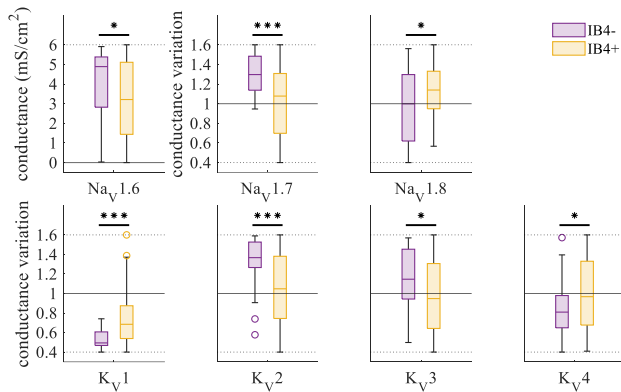 * *** * IB4-
IB4+
conductance (mS/cm²)
6
5
4
3
2
1
0
Na_V1.6
conductance variation
1.6
1.4
1.2
1
0.8
0.6
0.4
Na_V1.7
Na_V1.8
*** *** * *
conductance variation
1.6
1.4
1.2
1
0.8
0.6
0.4
K_V1
K_V2
K_V3
K_V4